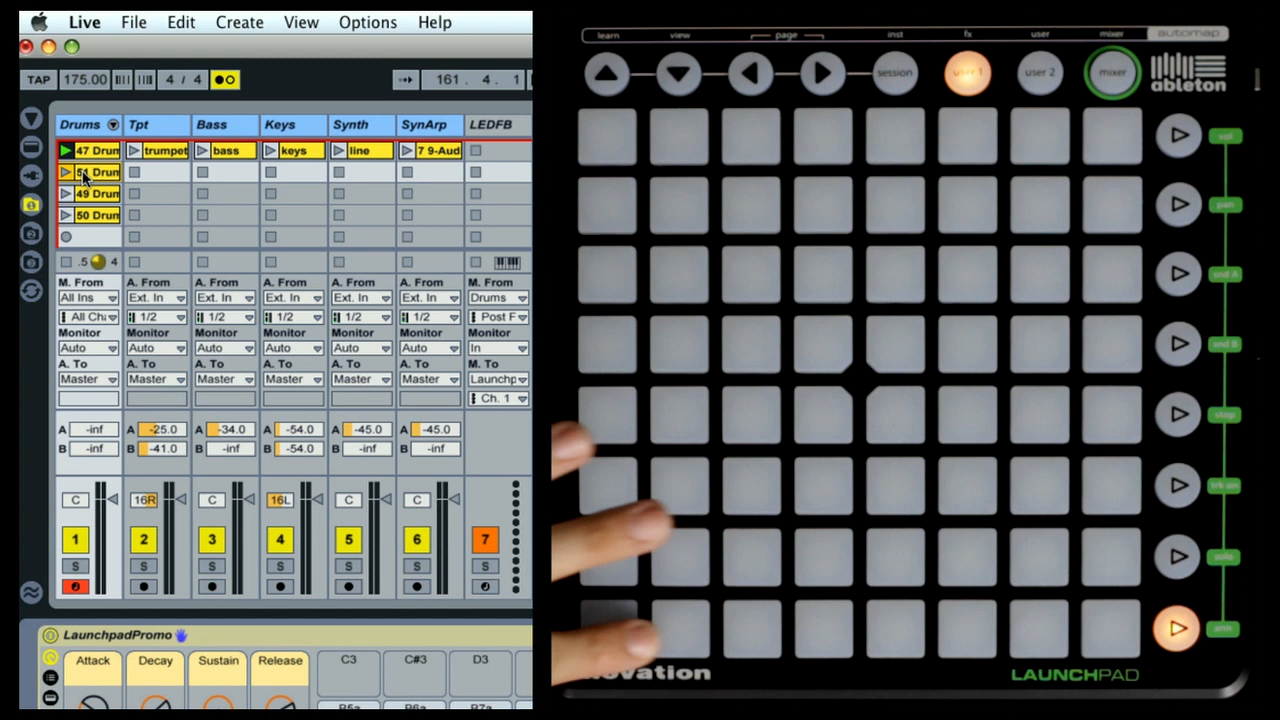 Live File Edit Create View Options Help
TAP 175.00 4 / 4 161 . 4 . 1
Drums Tpt Bass Keys Synth SynArp LEDFB
47 Drum trumpet bass keys line 7 9-Aud
Drum
49 Drum
50 Drum
.5 4
M. From A. From A. From A. From A. From A. From M. From
All Ins Ext. In Ext. In Ext. In Ext. In Ext. In Drums
All Cha 1/2 1/2 1/2 1/2 1/2 Post F
Monitor Monitor Monitor Monitor Monitor Monitor Monitor
Auto Auto Auto Auto Auto Auto In
A. To A. To A. To A. To A. To A. To M. To
Master Master Master Master Master Master Launchp
Ch. 1
A -inf A -25.0 A -34.0 A -54.0 A -45.0 A -45.0
B -inf B -41.0 B -inf B -54.0 B -inf B -inf
C 16R C 16L C C
1 2 3 4 5 6 7
S S S S S S S
LaunchpadPromo
Attack Decay Sustain Release C3 C#3 D3
R5a R6a R7a
learn view page inst fx user mixer automap
session user 1 user 2 mixer ableton
vol
pan
snd A
snd B
stop
trk on
solo
arm
novation LAUNCHPAD